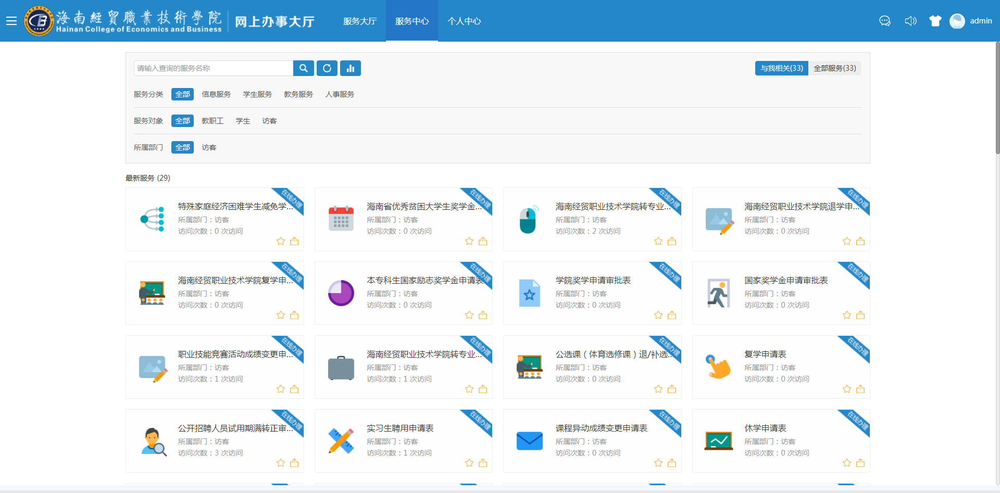 海南經贸職業技術學院
Hainan College of Economics and Business
网上办事大厅
服务大厅 服务中心 个人中心
admin
请输入查询的服务名称
与我相关(33) 全部服务(33)
服务分类 全部 信息服务 学生服务 教务服务 人事服务
服务对象 全部 教职工 学生 访客
所属部门 全部 访客
最新服务 (29)
在线办理
特殊家庭经济困难学生减免学...
所属部门：访客
访问次数：0 次访问
在线办理
海南省优秀贫困大学生奖学金...
所属部门：访客
访问次数：0 次访问
在线办理
海南经贸职业技术学院转专业...
所属部门：访客
访问次数：2 次访问
在线办理
海南经贸职业技术学院退学申...
所属部门：访客
访问次数：0 次访问
在线办理
海南经贸职业技术学院复学申...
所属部门：访客
访问次数：0 次访问
在线办理
本专科生国家励志奖学金申请表
所属部门：访客
访问次数：0 次访问
在线办理
学院奖学申请审批表
所属部门：访客
访问次数：0 次访问
在线办理
国家奖学金申请审批表
所属部门：访客
访问次数：0 次访问
在线办理
职业技能竞赛活动成绩变更申...
所属部门：访客
访问次数：1 次访问
在线办理
海南经贸职业技术学院转专业...
所属部门：访客
访问次数：1 次访问
在线办理
公选课（体育选修课）退/补选...
所属部门：访客
访问次数：0 次访问
在线办理
复学申请表
所属部门：访客
访问次数：0 次访问
在线办理
公开招聘人员试用期满转正审...
所属部门：访客
访问次数：3 次访问
在线办理
实习生聘用申请表
所属部门：访客
访问次数：1 次访问
在线办理
课程异动成绩变更申请表
所属部门：访客
访问次数：0 次访问
在线办理
休学申请表
所属部门：访客
访问次数：0 次访问